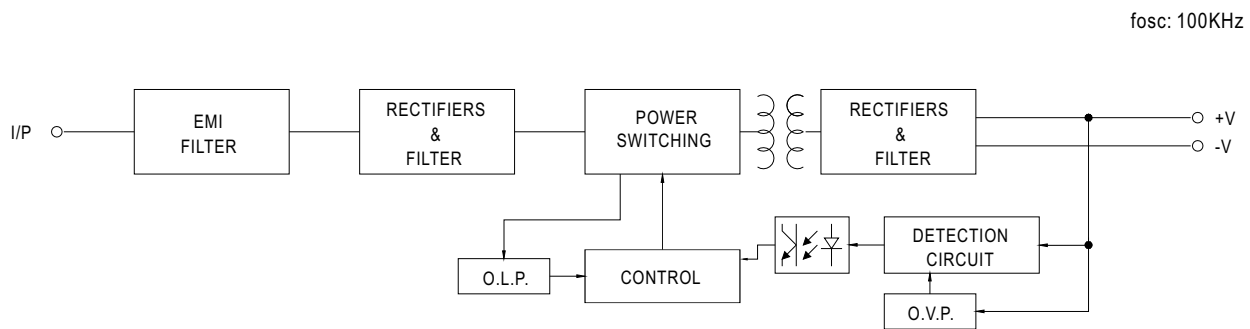 fosc: 100KHz
I/P
EMI
FILTER
RECTIFIERS
&
FILTER
POWER
SWITCHING
RECTIFIERS
&
FILTER
+V
-V
O.L.P.
CONTROL
DETECTION
CIRCUIT
O.V.P.